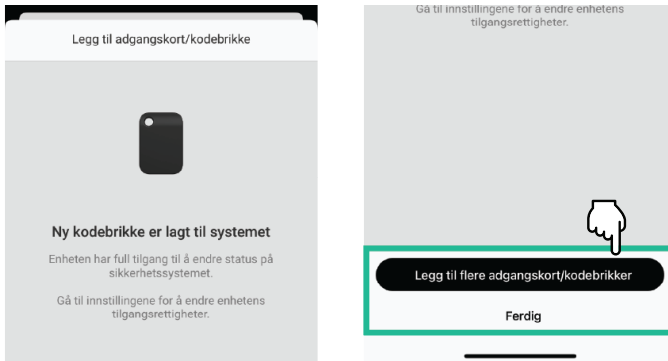 Legg til adgangskort/kodebrikke
Ny kodebrikke er lagt til systemet
Enheten har full tilgang til å endre status på
sikkerhetssystemet.
Gå til innstillingene for å endre enhetens
tilgangsrettigheter.
Gå til innstillingene for å endre enhetens
tilgangsrettigheter.
Legg til flere adgangskort/kodebrikker
Ferdig